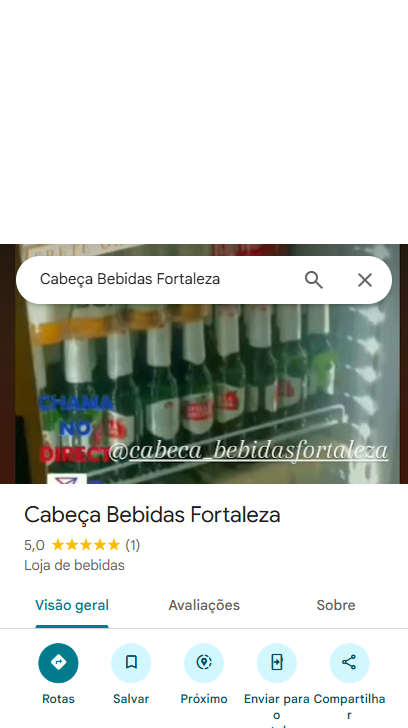 Cabeça Bebidas Fortaleza
CHAMA
NO
DIRECT
@cabeca_bebidasfortaleza
Cabeça Bebidas Fortaleza
5,0 (1)
Loja de bebidas
Visão geral Avaliações Sobre
Rotas Salvar Próximo Enviar para o Compartilhar